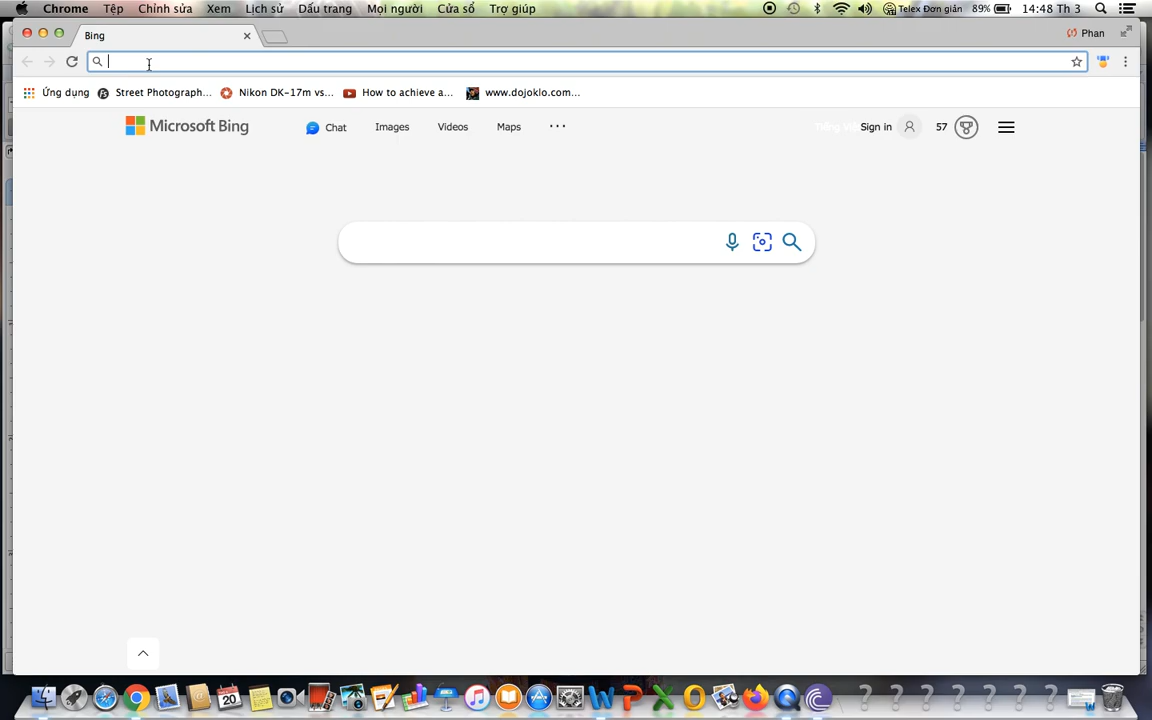 Chrome Tệp Chỉnh sửa Xem Lịch sử Dấu trang Mọi người Cửa sổ Trợ giúp Telex Đơn giản 89% 14:48 Th 3
Bing Phan
Ứng dụng Street Photograph... Nikon DK-17m vs... How to achieve a... www.dojoklo.com...
Microsoft Bing Chat Images Videos Maps ... Tiếng Việt Sign in 57
20